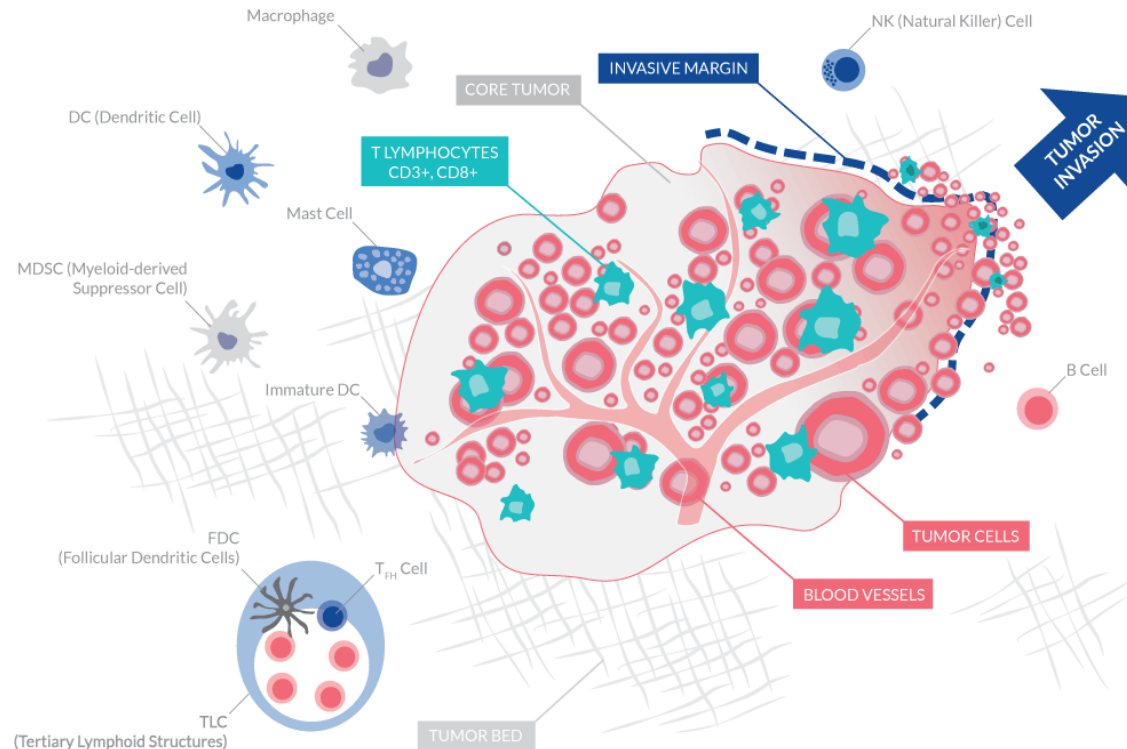 Macrophage
NK (Natural Killer) Cell
INVASIVE MARGIN
CORE TUMOR
DC (Dendritic Cell)
TUMOR
INVASION
T LYMPHOCYTES
CD3+, CD8+
Mast Cell
MDSC (Myeloid-derived
Suppressor Cell)
B Cell
Immature DC
TUMOR CELLS
FDC
(Follicular Dendritic Cells)
TFH Cell
BLOOD VESSELS
TLC
(Tertiary Lymphoid Structures)
TUMOR BED